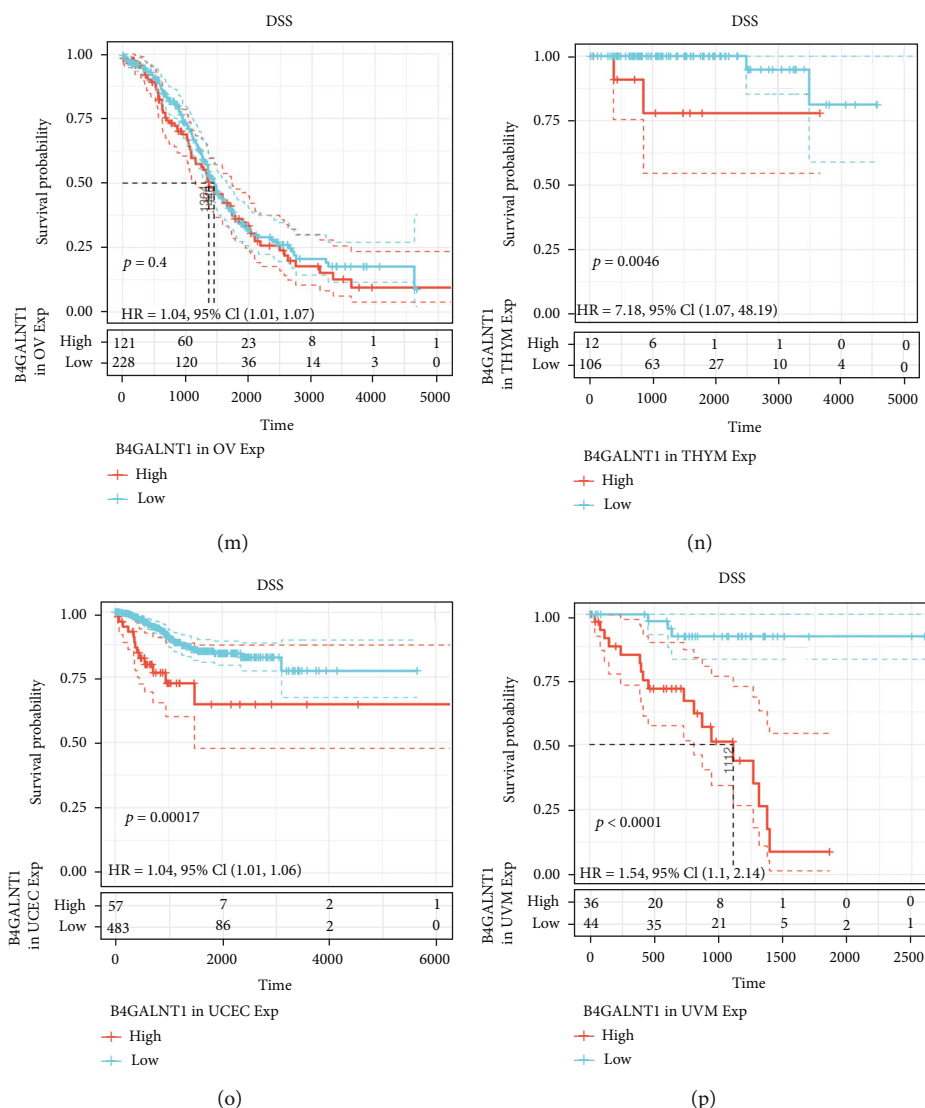 DSS
1.00
0.75
0.50
0.25
0.00
Survival probability
p = 0.4
HR = 1.04, 95% CI (1.01, 1.07)
B4GALNT1
in OV Exp
High 121 60 23 8 1 1
Low 228 120 36 14 3 0
0 1000 2000 3000 4000 5000
Time
B4GALNT1 in OV Exp
High
Low
(m)
DSS
1.00
0.75
0.50
0.25
0.00
Survival probability
p = 0.0046
HR = 7.18, 95% CI (1.07, 48.19)
B4GALNT1
in THYM Exp
High 12 6 1 1 0 0
Low 106 63 27 10 4 0
0 1000 2000 3000 4000 5000
Time
B4GALNT1 in THYM Exp
High
Low
(n)
DSS
1.00
0.75
0.50
0.25
0.00
Survival probability
p = 0.00017
HR = 1.04, 95% CI (1.01, 1.06)
B4GALNT1
in UCEC Exp
High 57 7 2 1
Low 483 86 2 0
0 2000 4000 6000
Time
B4GALNT1 in UCEC Exp
High
Low
(o)
DSS
1.00
0.75
0.50
0.25
0.00
Survival probability
1112
p < 0.0001
HR = 1.54, 95% CI (1.1, 2.14)
B4GALNT1
in UVM Exp
High 36 20 8 1 0 0
Low 44 35 21 5 2 1
0 500 1000 1500 2000 2500
Time
B4GALNT1 in UVM Exp
High
Low
(p)